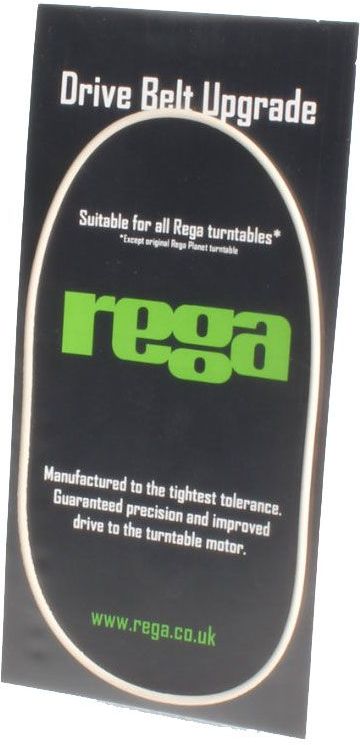 Drive Belt Upgrade
Suitable for all Rega turntables*
*Except original Rega Planet turntable
rega
Manufactured to the tightest tolerance.
Guaranteed precision and improved
drive to the turntable motor.
www.rega.co.uk